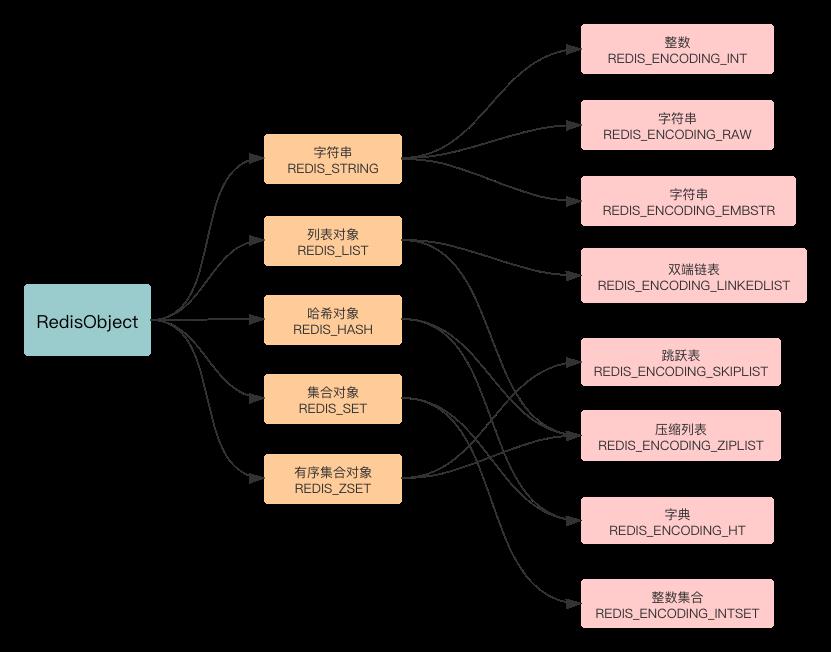 RedisObject
字符串
REDIS_STRING
列表对象
REDIS_LIST
哈希对象
REDIS_HASH
集合对象
REDIS_SET
有序集合对象
REDIS_ZSET
整数
REDIS_ENCODING_INT
字符串
REDIS_ENCODING_RAW
字符串
REDIS_ENCODING_EMBSTR
双端链表
REDIS_ENCODING_LINKEDLIST
跳跃表
REDIS_ENCODING_SKIPLIST
压缩列表
REDIS_ENCODING_ZIPLIST
字典
REDIS_ENCODING_HT
整数集合
REDIS_ENCODING_INTSET